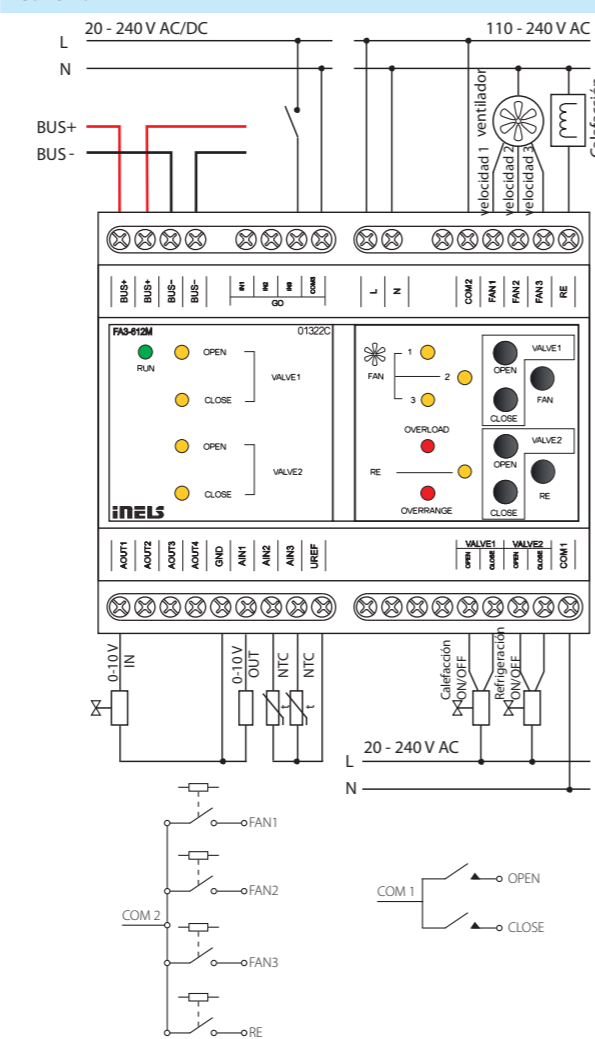 20 - 240 V AC/DC
110 - 240 V AC
L
N
BUS+
BUS -
velocidad 1
ventilador
velocidad 2
velocidad 3
Calefacción
BUS+
BUS+
BUS-
BUS-
IN1
IN2
IN3
COM3
GO
L
N
COM2
FAN1
FAN2
FAN3
RE
FA3-612M
01322C
RUN
OPEN
VALVE1
CLOSE
OPEN
VALVE2
CLOSE
iNELS
FAN
1
2
3
OVERLOAD
RE
OVERRANGE
OPEN
VALVE1
FAN
CLOSE
OPEN
VALVE2
RE
CLOSE
AOUT1
AOUT2
AOUT3
AOUT4
GND
AIN1
AIN2
AIN3
UREF
VALVE1
VALVE2
OPEN
CLOSE
OPEN
CLOSE
COM1
0-10 V
IN
0-10 V
OUT
NTC
NTC
t
t
Calefacción
ON/OFF
Refrigeración
ON/OFF
20 - 240 V AC
L
N
FAN1
FAN2
COM 2
FAN3
RE
COM 1
OPEN
CLOSE